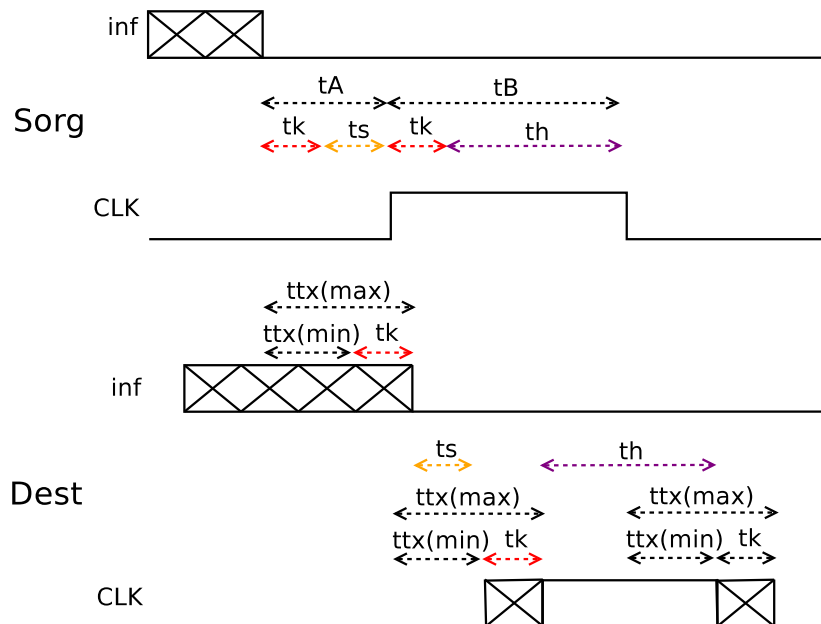 inf
tA tB
Sorg
tk ts tk th
CLK
ttx(max)
ttx(min) tk
inf
ts th
Dest
ttx(max) ttx(max)
ttx(min) tk ttx(min) tk
CLK